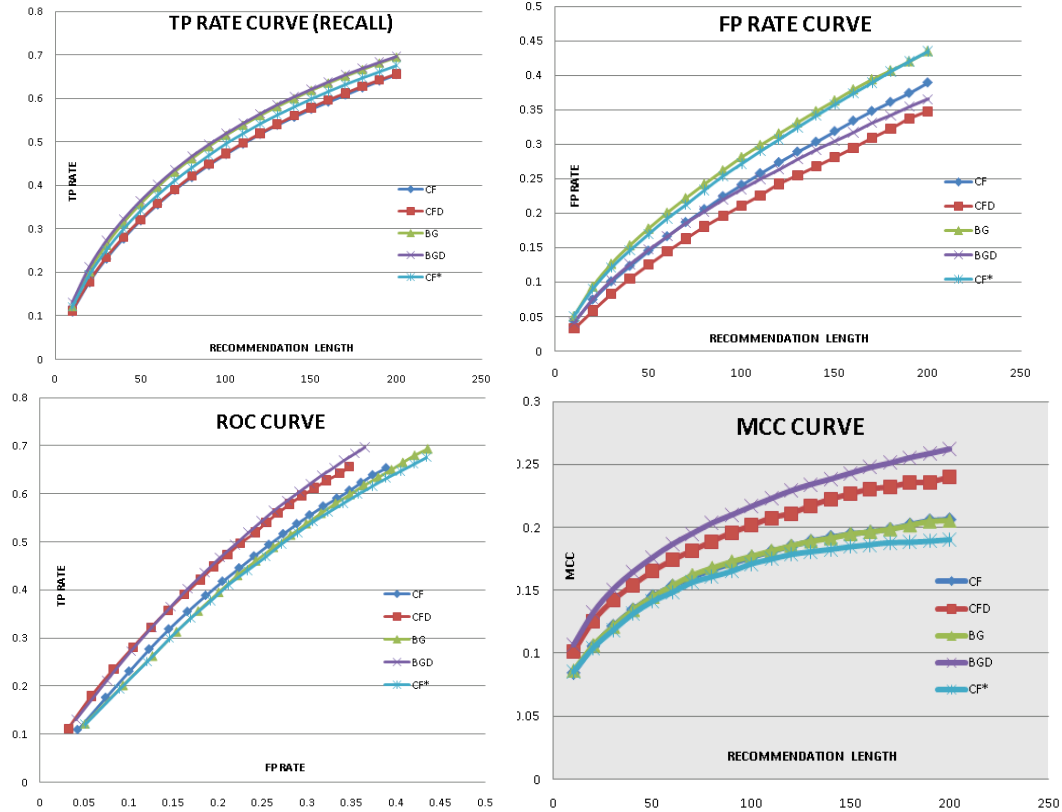 TP RATE CURVE (RECALL)
0.8
0.7
0.6
0.5
0.4
0.3
0.2
0.1
0
TP RATE
CF
CFD
BG
BGD
CF*
RECOMMENDATION LENGTH
0 50 100 150 200 250
FP RATE CURVE
0.5
0.45
0.4
0.35
0.3
0.25
0.2
0.15
0.1
0.05
0
FP RATE
CF
CFD
BG
BGD
CF*
RECOMMENDATION LENGTH
0 50 100 150 200 250
ROC CURVE
0.8
0.7
0.6
0.5
0.4
0.3
0.2
0.1
0
TP RATE
CF
CFD
BG
BGD
CF*
FP RATE
0 0.05 0.1 0.15 0.2 0.25 0.3 0.35 0.4 0.45 0.5
MCC CURVE
0.3
0.25
0.2
0.15
0.1
0.05
0
MCC
CF
CFD
BG
BGD
CF*
RECOMMENDATION LENGTH
0 50 100 150 200 250